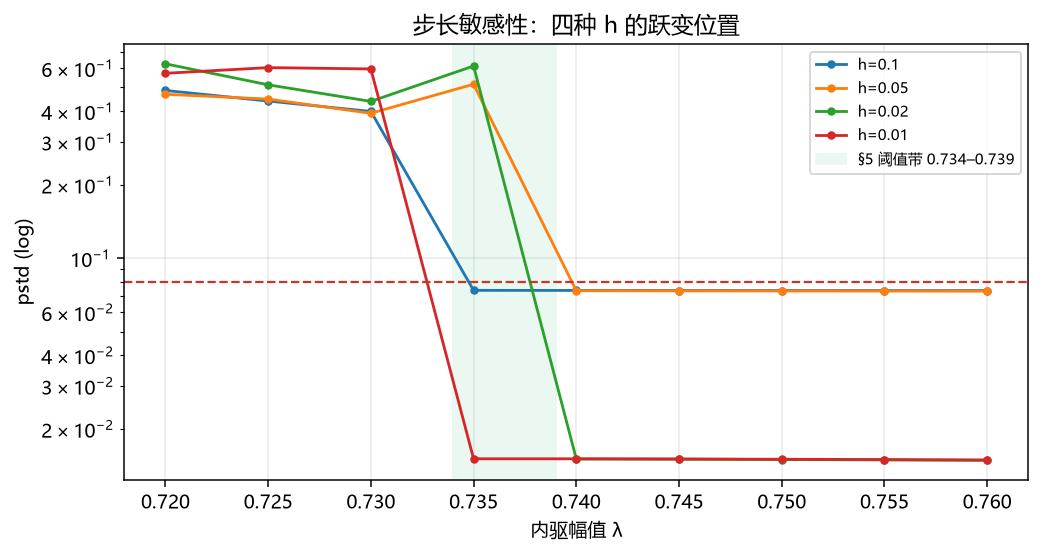 步长敏感性：四种 h 的跃变位置
6 × 10⁻¹
4 × 10⁻¹
3 × 10⁻¹
2 × 10⁻¹
10⁻¹
6 × 10⁻²
4 × 10⁻²
3 × 10⁻²
2 × 10⁻²
pstd (log)
h=0.1
h=0.05
h=0.02
h=0.01
§5 阈值带 0.734–0.739
0.720 0.725 0.730 0.735 0.740 0.745 0.750 0.755 0.760
内驱幅值 λ